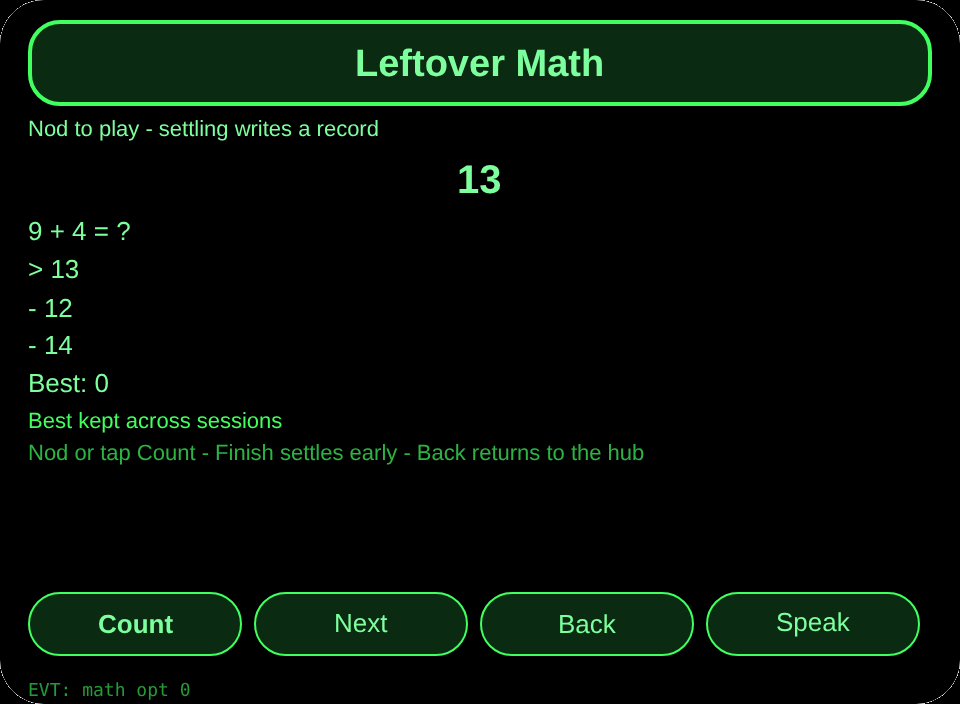 Leftover Math
Nod to play - settling writes a record
13
9 + 4 = ?
> 13
- 12
- 14
Best: 0
Best kept across sessions
Nod or tap Count - Finish settles early - Back returns to the hub
Count Next Back Speak
EVT: math opt 0